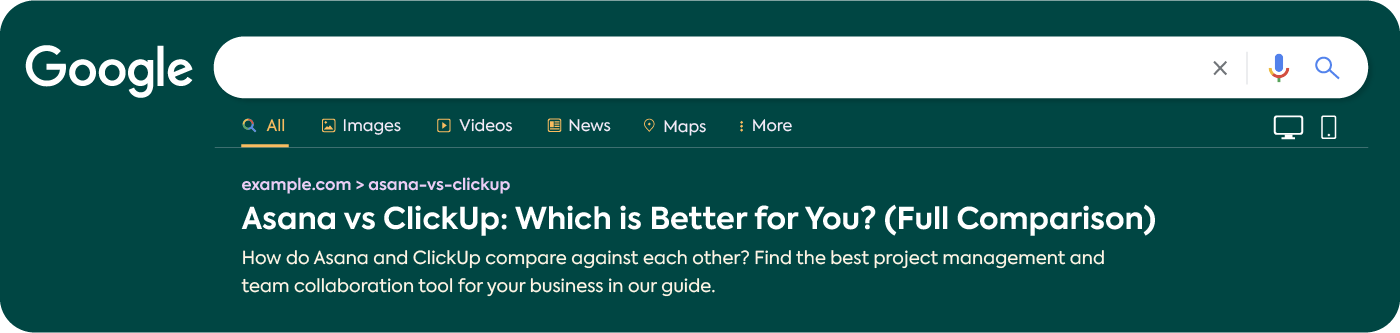 Google
All Images Videos News Maps More
example.com > asana-vs-clickup
Asana vs ClickUp: Which is Better for You? (Full Comparison)
How do Asana and ClickUp compare against each other? Find the best project management and
team collaboration tool for your business in our guide.